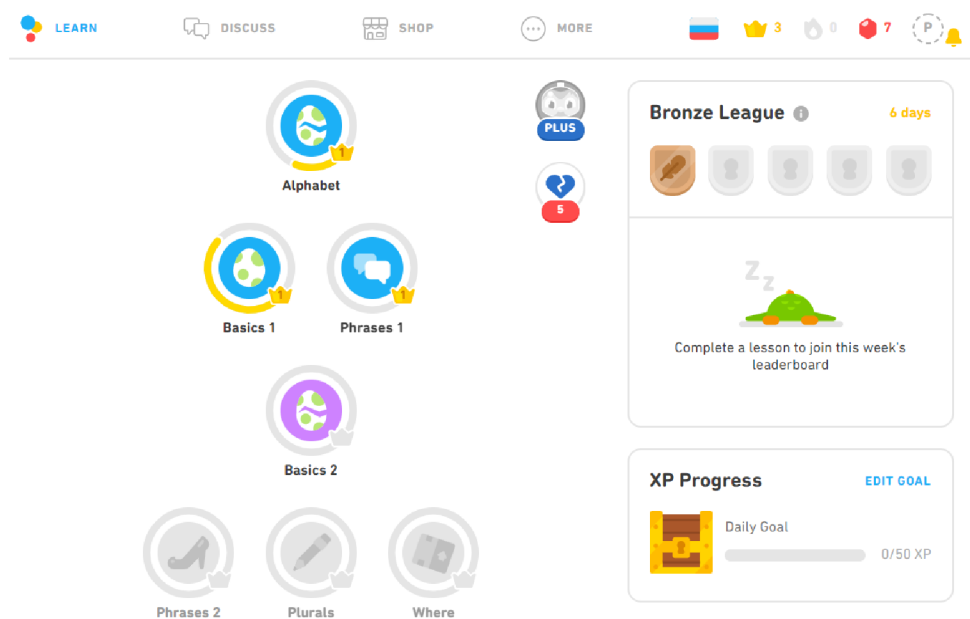 LEARN
DISCUSS
SHOP
MORE
3
0
7
P
1
Alphabet
PLUS
5
1
Basics 1
1
Phrases 1
Basics 2
Phrases 2
Plurals
Where
Bronze League
6 days
Z
Z
Complete a lesson to join this week's
leaderboard
XP Progress
EDIT GOAL
Daily Goal
0/50 XP